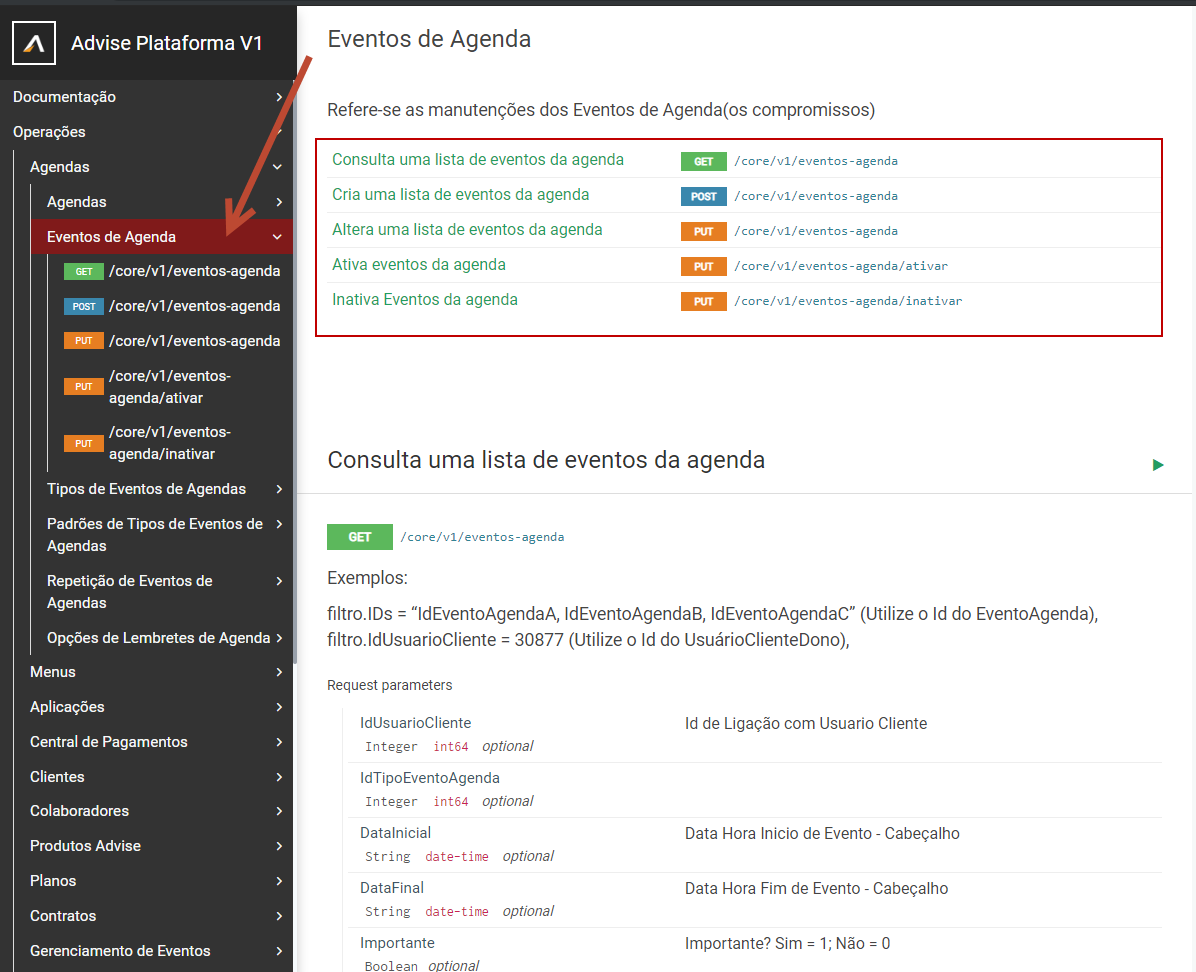 Advise Plataforma V1
Documentação
Operações
Agendas
Agendas
Eventos de Agenda
GET /core/v1/eventos-agenda
POST /core/v1/eventos-agenda
PUT /core/v1/eventos-agenda
PUT /core/v1/eventos-
agenda/ativar
PUT /core/v1/eventos-
agenda/inativar
Tipos de Eventos de Agendas
Padrões de Tipos de Eventos de
Agendas
Repetição de Eventos de
Agendas
Opções de Lembretes de Agenda
Menus
Aplicações
Central de Pagamentos
Clientes
Colaboradores
Produtos Advise
Planos
Contratos
Gerenciamento de Eventos
Eventos de Agenda
Refere-se as manutenções dos Eventos de Agenda(os compromissos)
Consulta uma lista de eventos da agenda GET /core/v1/eventos-agenda
Cria uma lista de eventos da agenda POST /core/v1/eventos-agenda
Altera uma lista de eventos da agenda PUT /core/v1/eventos-agenda
Ativa eventos da agenda PUT /core/v1/eventos-agenda/ativar
Inativa Eventos da agenda PUT /core/v1/eventos-agenda/inativar
Consulta uma lista de eventos da agenda
GET /core/v1/eventos-agenda
Exemplos:
filtro.IDs = “IdEventoAgendaA, IdEventoAgendaB, IdEventoAgendaC” (Utilize o Id do EventoAgenda),
filtro.IdUsuarioCliente = 30877 (Utilize o Id do UsuárioClienteDono),
Request parameters
IdUsuarioCliente Id de Ligação com Usuario Cliente
Integer int64 optional
IdTipoEventoAgenda
Integer int64 optional
DataInicial Data Hora Inicio de Evento - Cabeçalho
String date-time optional
DataFinal Data Hora Fim de Evento - Cabeçalho
String date-time optional
Importante Importante? Sim = 1; Não = 0
Boolean optional